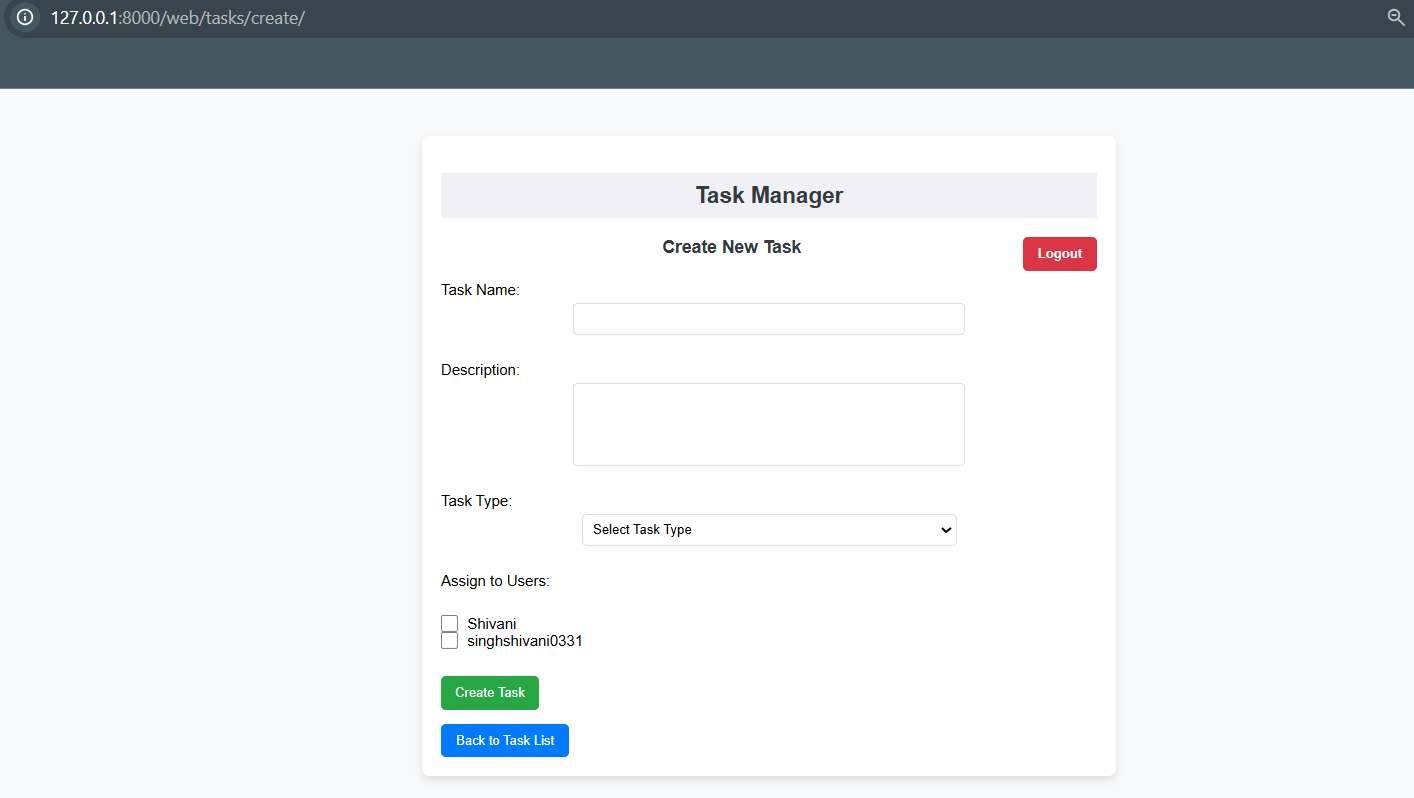 127.0.0.1:8000/web/tasks/create/
Task Manager
Create New Task
Logout
Task Name:
Description:
Task Type:
Select Task Type
Assign to Users:
Shivani
singhshivani0331
Create Task
Back to Task List